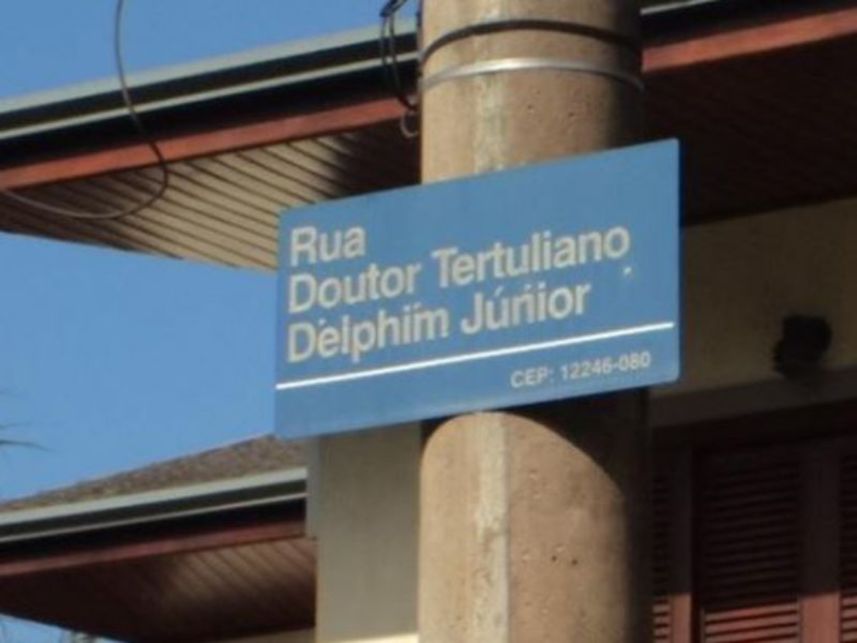 Rua
Doutor Tertuliano
Delphim Júnior
CEP: 12246-080